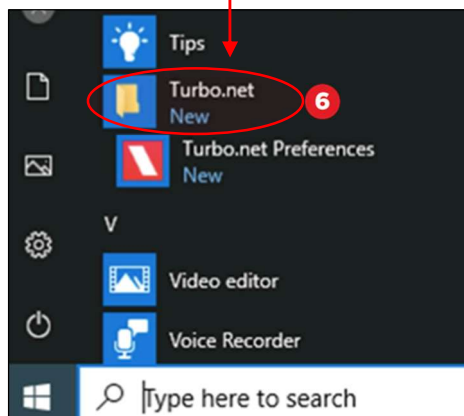 Tips
Turbo.net
New
6
Turbo.net Preferences
New
V
Video editor
Voice Recorder
Type here to search